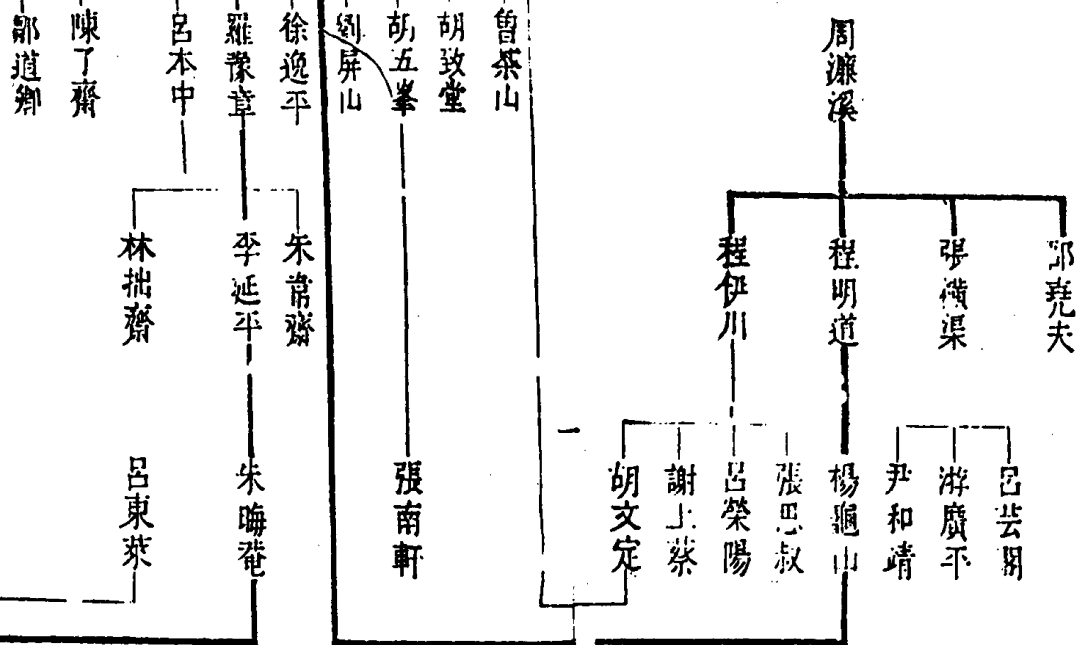 周濂溪
邵堯夫
張橫渠
程明道
程伊川
呂芸閣
游廣平
尹和靖
楊龜山
張思叔
呂榮陽
謝上蔡
胡文定
曾茶山
胡致堂
胡五峯
劉屏山
張南軒
徐逸平
羅豫章
呂本中
陳了齋
鄒道鄉
朱韋齋
李延平
林拙齋
朱晦菴
呂東萊